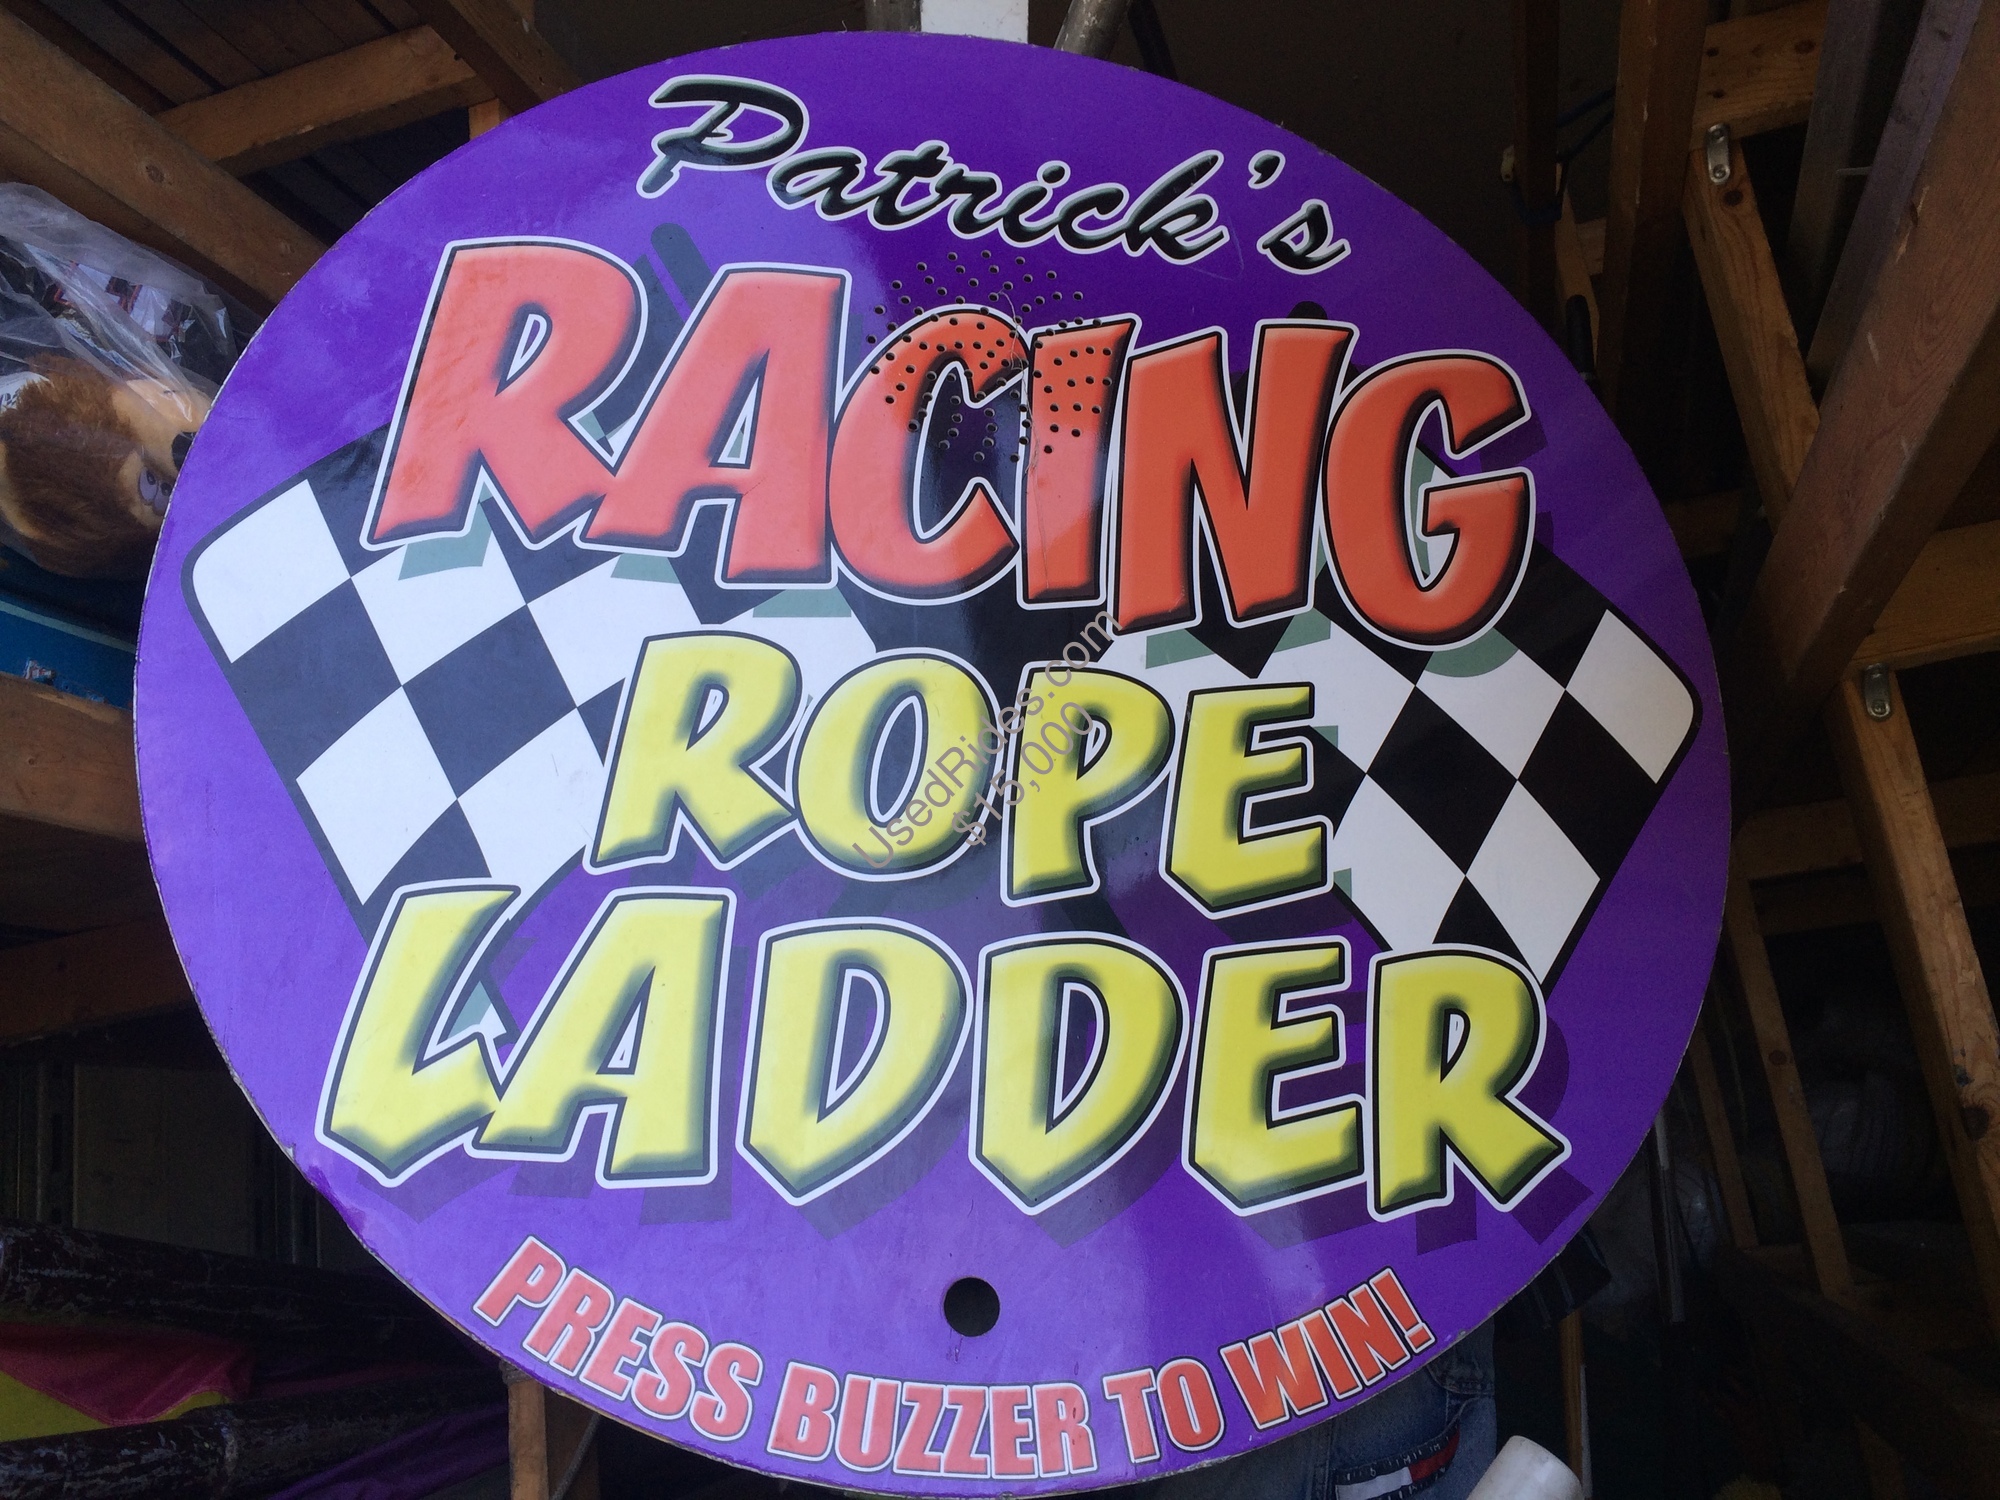 Patrick's
RACING
ROPE
LADDER
PRESS BUZZER TO WIN!
UsedRides.com
$15,000